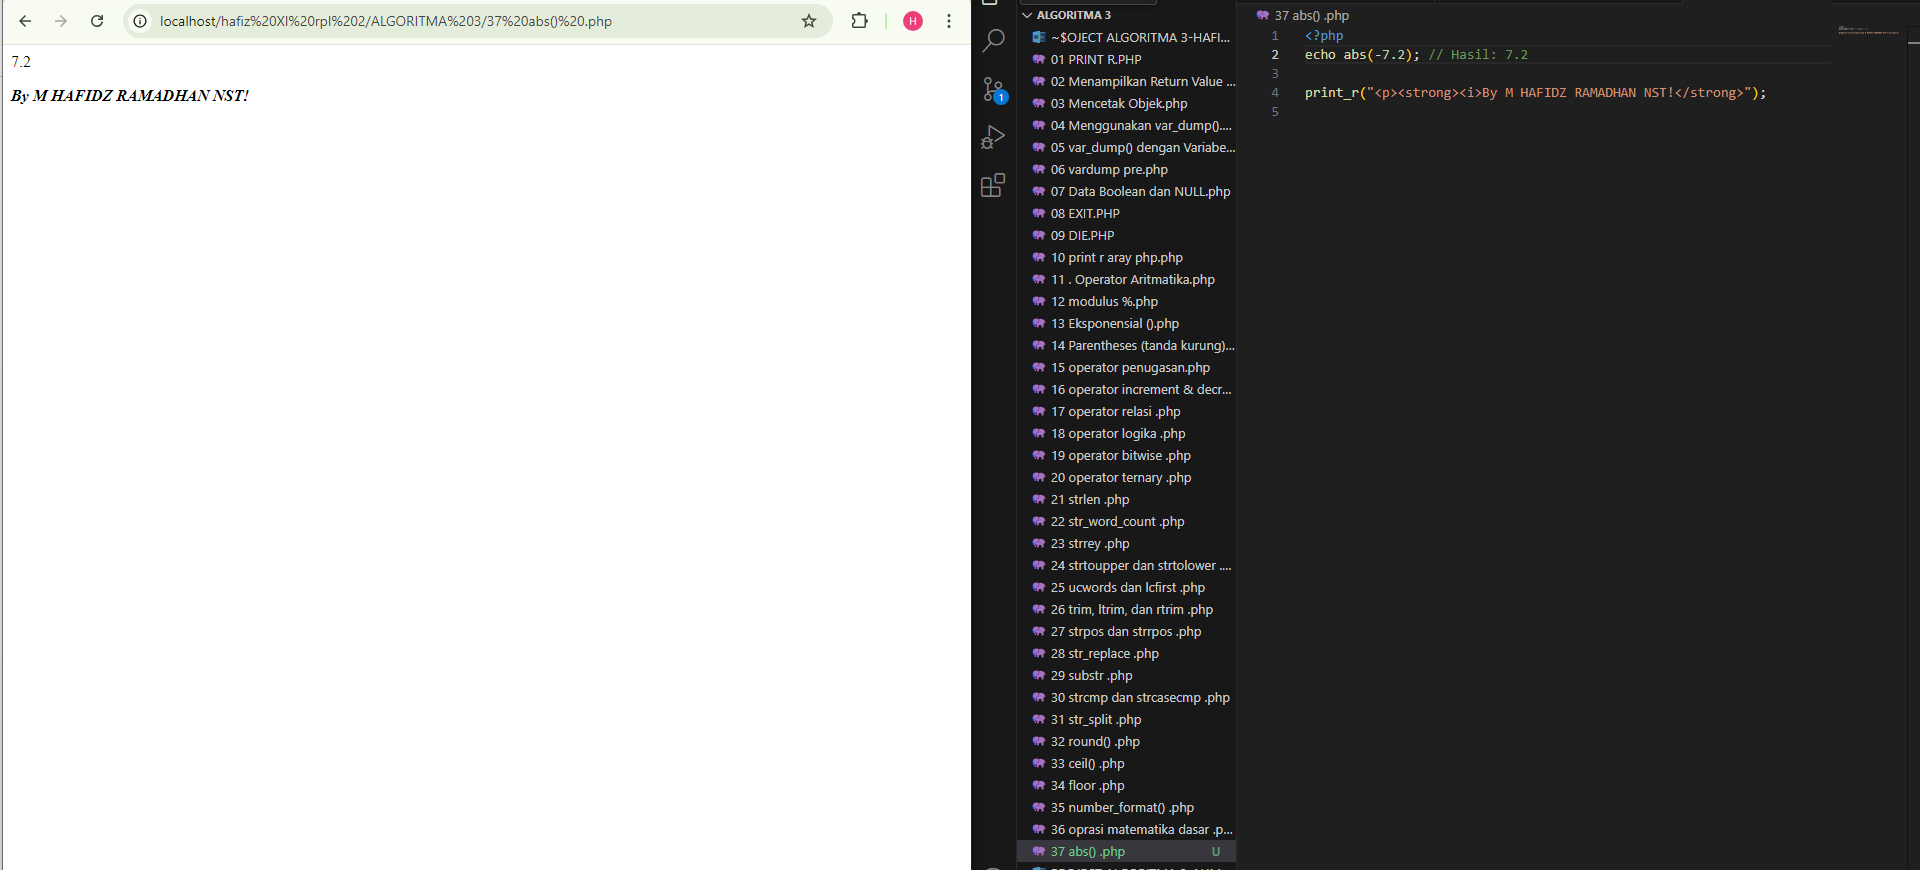 localhost/hafiz%20XI%20rpl%202/ALGORITMA%203/37%20abs()%20.php
H
7.2
By M HAFIDZ RAMADHAN NST!
1
ALGORITMA 3
~$OJECT ALGORITMA 3-HAFI...
01 PRINT R.PHP
02 Menampilkan Return Value ...
03 Mencetak Objek.php
04 Menggunakan var_dump()....
05 var_dump() dengan Variabe...
06 vardump pre.php
07 Data Boolean dan NULL.php
08 EXIT.PHP
09 DIE.PHP
10 print r aray php.php
11 . Operator Aritmatika.php
12 modulus %.php
13 Eksponensial ().php
14 Parentheses (tanda kurung)...
15 operator penugasan.php
16 operator increment & decr...
17 operator relasi .php
18 operator logika .php
19 operator bitwise .php
20 operator ternary .php
21 strlen .php
22 str_word_count .php
23 strrey .php
24 strtoupper dan strtolower ....
25 ucwords dan lcfirst .php
26 trim, ltrim, dan rtrim .php
27 strpos dan strrpos .php
28 str_replace .php
29 substr .php
30 strcmp dan strcasecmp .php
31 str_split .php
32 round() .php
33 ceil() .php
34 floor .php
35 number_format() .php
36 oprasi matematika dasar .p...
37 abs() .php U
37 abs() .php
1 <?php
2 echo abs(-7.2); // Hasil: 7.2
3
4 print_r("<p><strong><i>By M HAFIDZ RAMADHAN NST!</strong>");
5